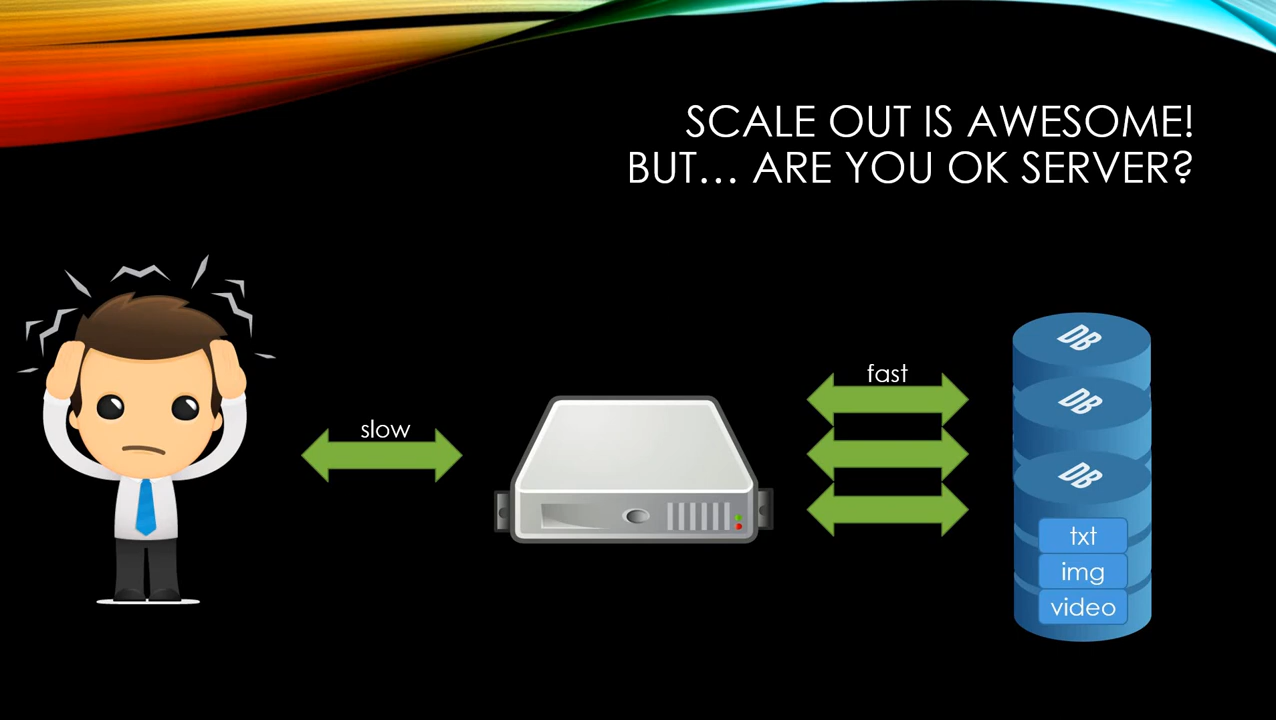 SCALE OUT IS AWESOME!
BUT... ARE YOU OK SERVER?
slow
fast
DB
DB
DB
txt
img
video